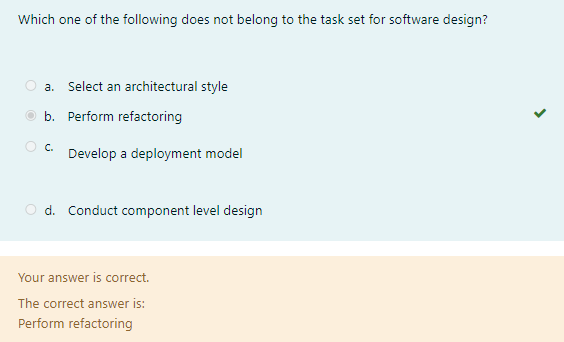 Which one of the following does not belong to the task set for software design?
a. Select an architectural style
b. Perform refactoring
c. Develop a deployment model
d. Conduct component level design
Your answer is correct.
The correct answer is:
Perform refactoring